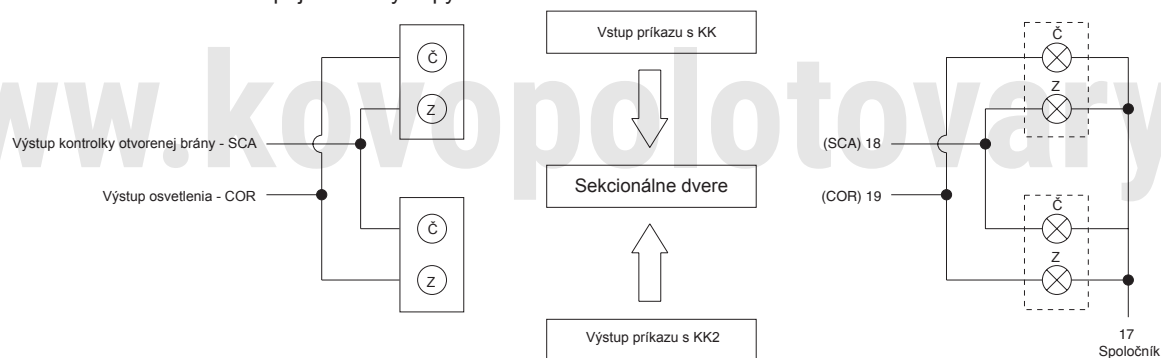 Vstup príkazu s KK
Č
Z
Výstup kontrolky otvorenej brány - SCA
Výstup osvetlenia - COR
Č
Z
Sekcionálne dvere
Výstup príkazu s KK2
Č
Z
(SCA) 18
(COR) 19
Č
Z
17
Spoločník
ww.kovopolotovary